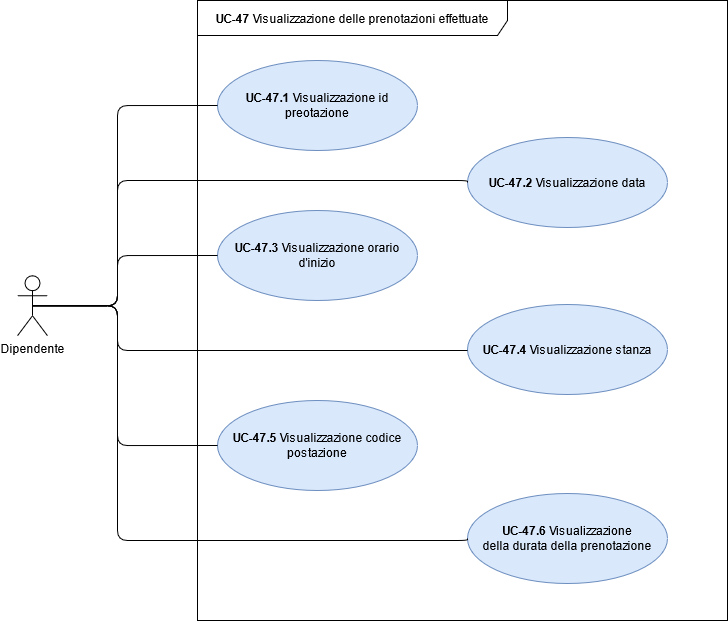 UC-47 Visualizzazione delle prenotazioni effettuate
UC-47.1 Visualizzazione id
preotazione
UC-47.2 Visualizzazione data
UC-47.3 Visualizzazione orario
d'inizio
Dipendente
UC-47.4 Visualizzazione stanza
UC-47.5 Visualizzazione codice
postazione
UC-47.6 Visualizzazione
della durata della prenotazione